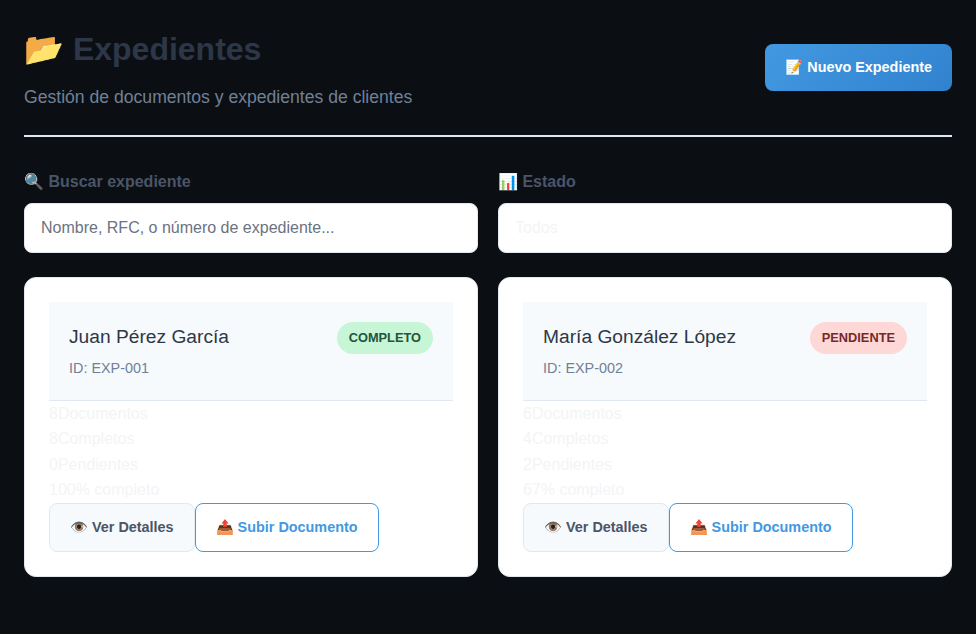 📂 Expedientes
Gestión de documentos y expedientes de clientes
📝 Nuevo Expediente
🔍 Buscar expediente
Nombre, RFC, o número de expediente...
📊 Estado
Todos
Juan Pérez García
COMPLETO
ID: EXP-001
8Documentos
8Completos
0Pendientes
100% completo
👁️ Ver Detalles
📤 Subir Documento
María González López
PENDIENTE
ID: EXP-002
6Documentos
4Completos
2Pendientes
67% completo
👁️ Ver Detalles
📤 Subir Documento